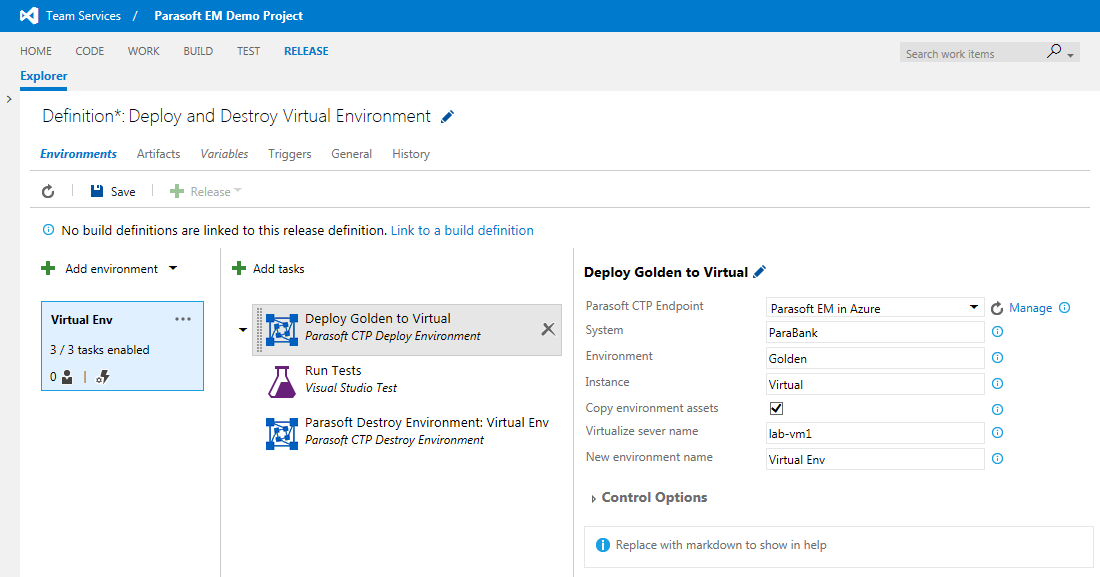 Team Services / Parasoft EM Demo Project
HOME CODE WORK BUILD TEST RELEASE
Search work items
Explorer
Definition*: Deploy and Destroy Virtual Environment
Environments Artifacts Variables Triggers General History
Save Release
No build definitions are linked to this release definition. Link to a build definition
Add environment
Virtual Env
3 / 3 tasks enabled
0
Add tasks
Deploy Golden to Virtual
Parasoft CTP Deploy Environment
Run Tests
Visual Studio Test
Parasoft Destroy Environment: Virtual Env
Parasoft CTP Destroy Environment
Deploy Golden to Virtual
Parasoft CTP Endpoint Parasoft EM in Azure Manage
System ParaBank
Environment Golden
Instance Virtual
Copy environment assets
Virtualize sever name lab-vm1
New environment name Virtual Env
Control Options
Replace with markdown to show in help